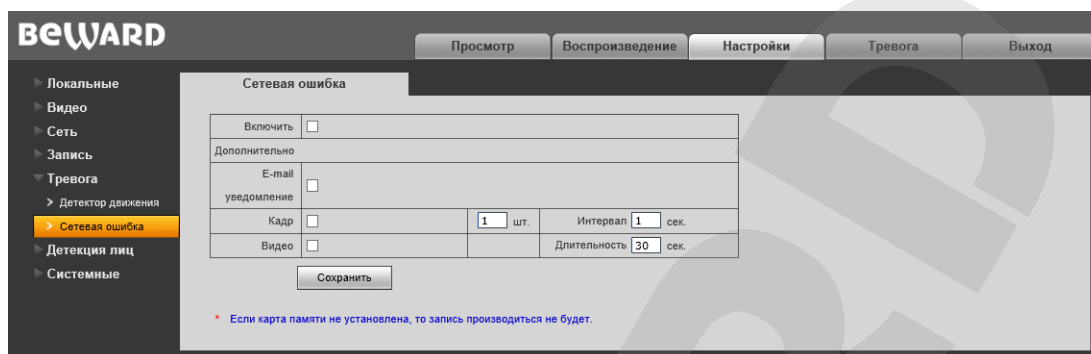 BEWARD
Просмотр Воспроизведение Настройки Тревога Выход
Локальные
Видео
Сеть
Запись
Тревога
Детектор движения
Сетевая ошибка
Детекция лиц
Системные
Сетевая ошибка
Включить
Дополнительно
E-mail
уведомление
Кадр 1 шт. Интервал 1 сек.
Видео Длительность 30 сек.
Сохранить
* Если карта памяти не установлена, то запись производиться не будет.